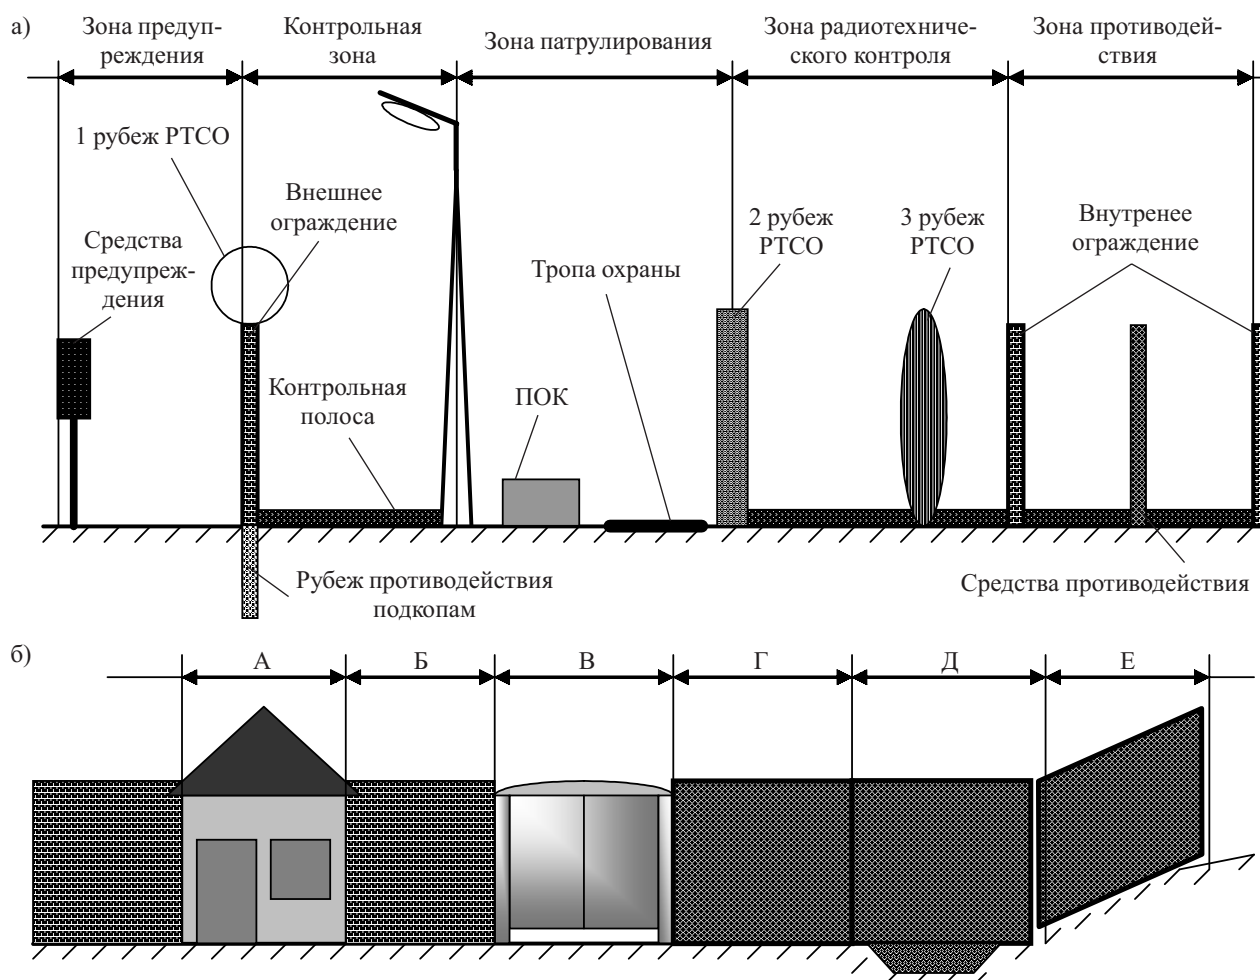 а)
Зона предуп-
реждения
Контрольная
зона
Зона патрулирования
Зона радиотехниче-
ского контроля
Зона противодей-
ствия
1 рубеж РТСО
Внешнее
ограждение
Средства
предупреж-
дения
2 рубеж
РТСО
3 рубеж
РТСО
Внутренее
ограждение
Тропа охраны
Контрольная
полоса
ПОК
Рубеж противодействия
подкопам
Средства противодействия
б)
А
Б
В
Г
Д
Е